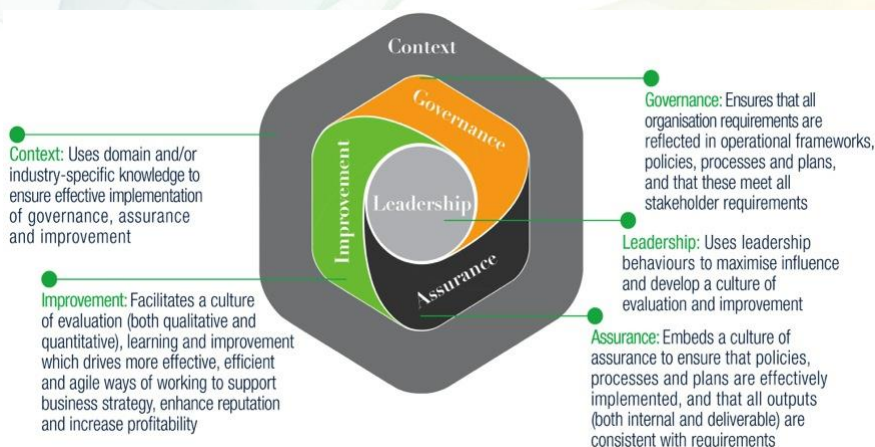 Context
Governance
Improvement
Leadership
Assurance
Context: Uses domain and/or
industry-specific knowledge to
ensure effective implementation
of governance, assurance
and improvement
Improvement: Facilitates a culture
of evaluation (both qualitative and
quantitative), learning and improvement
which drives more effective, efficient
and agile ways of working to support
business strategy, enhance reputation
and increase profitability
Governance: Ensures that all
organisation requirements are
reflected in operational frameworks,
policies, processes and plans,
and that these meet all
stakeholder requirements
Leadership: Uses leadership
behaviours to maximise influence
and develop a culture of
evaluation and improvement
Assurance: Embeds a culture of
assurance to ensure that policies,
processes and plans are effectively
implemented, and that all outputs
(both internal and deliverable) are
consistent with requirements